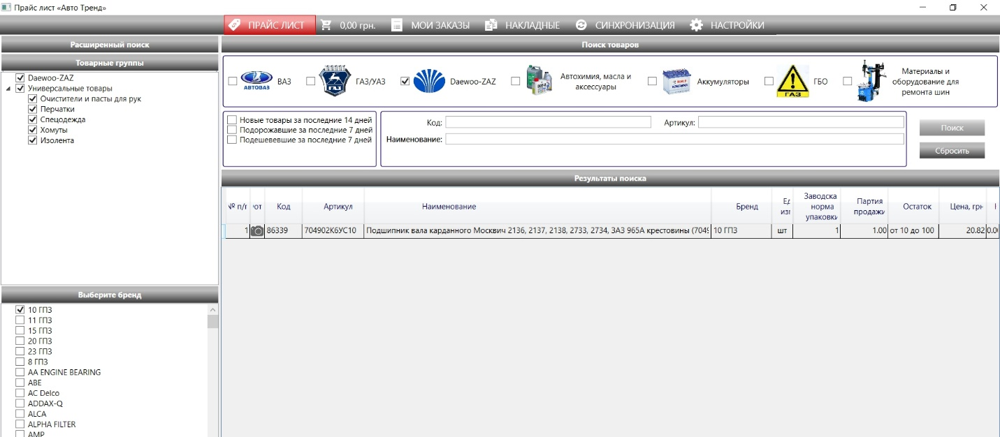 Прайс лист «Авто Тренд»
ПРАЙС ЛИСТ
0,00 грн.
МОИ ЗАКАЗЫ
НАКЛАДНЫЕ
СИНХРОНИЗАЦИЯ
НАСТРОЙКИ
Расширенный поиск
Товарные группы
Daewoo-ZAZ
Универсальные товары
Очистители и пасты для рук
Перчатки
Спецодежда
Хомуты
Изолента
Выберите бренд
10 ГПЗ
11 ГПЗ
15 ГПЗ
20 ГПЗ
23 ГПЗ
8 ГПЗ
AA ENGINE BEARING
ABE
AC Delco
ADDAX-Q
ALCA
ALPHA FILTER
AMP
Поиск товаров
АВТОВАЗ
ВАЗ
ГАЗ/УАЗ
Daewoo-ZAZ
Автохимия, масла и
аксессуары
Аккумуляторы
ГАЗ
ГБО
Материалы и
оборудование для
ремонта шин
Новые товары за последние 14 дней
Подорожавшие за последние 7 дней
Подешевевшие за последние 7 дней
Код:
Артикул:
Наименование:
Поиск
Сбросить
Результаты поиска
№ п/г
от
Код
Артикул
Наименование
Бренд
Ед
изг
Заводска
норма
упаковки
Партия
продажи
Остаток
Цена, грн
1 86339 704902К6УС10 Подшипник вала карданного Москвич 2136, 2137, 2138, 2733, 2734, ЗАЗ 965А крестовины (7049 10 ГПЗ шт 1 1.00 от 10 до 100 20.82 0.0